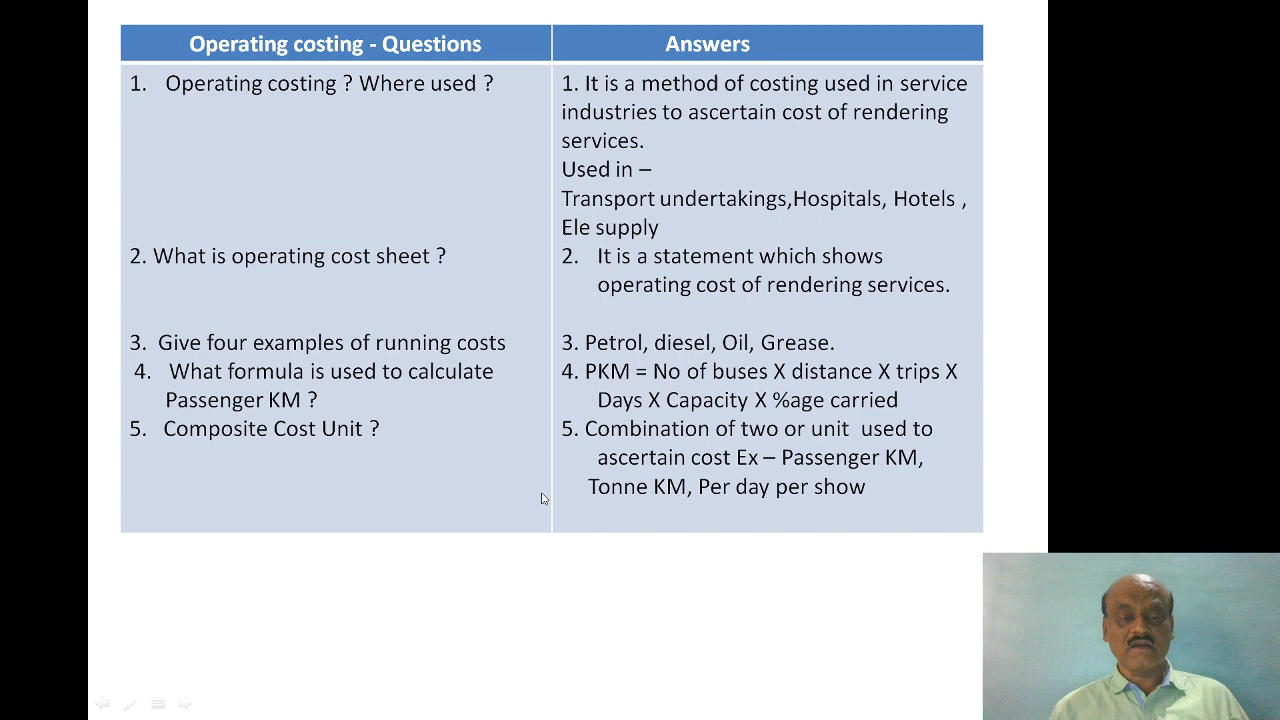 Operating costing - Questions
Answers
1. Operating costing ? Where used ?
1. It is a method of costing used in service
industries to ascertain cost of rendering
services.
Used in –
Transport undertakings,Hospitals, Hotels ,
Ele supply
2. What is operating cost sheet ?
2. It is a statement which shows
operating cost of rendering services.
3. Give four examples of running costs
3. Petrol, diesel, Oil, Grease.
4. What formula is used to calculate
Passenger KM ?
4. PKM = No of buses X distance X trips X
Days X Capacity X %age carried
5. Composite Cost Unit ?
5. Combination of two or unit used to
ascertain cost Ex – Passenger KM,
Tonne KM, Per day per show